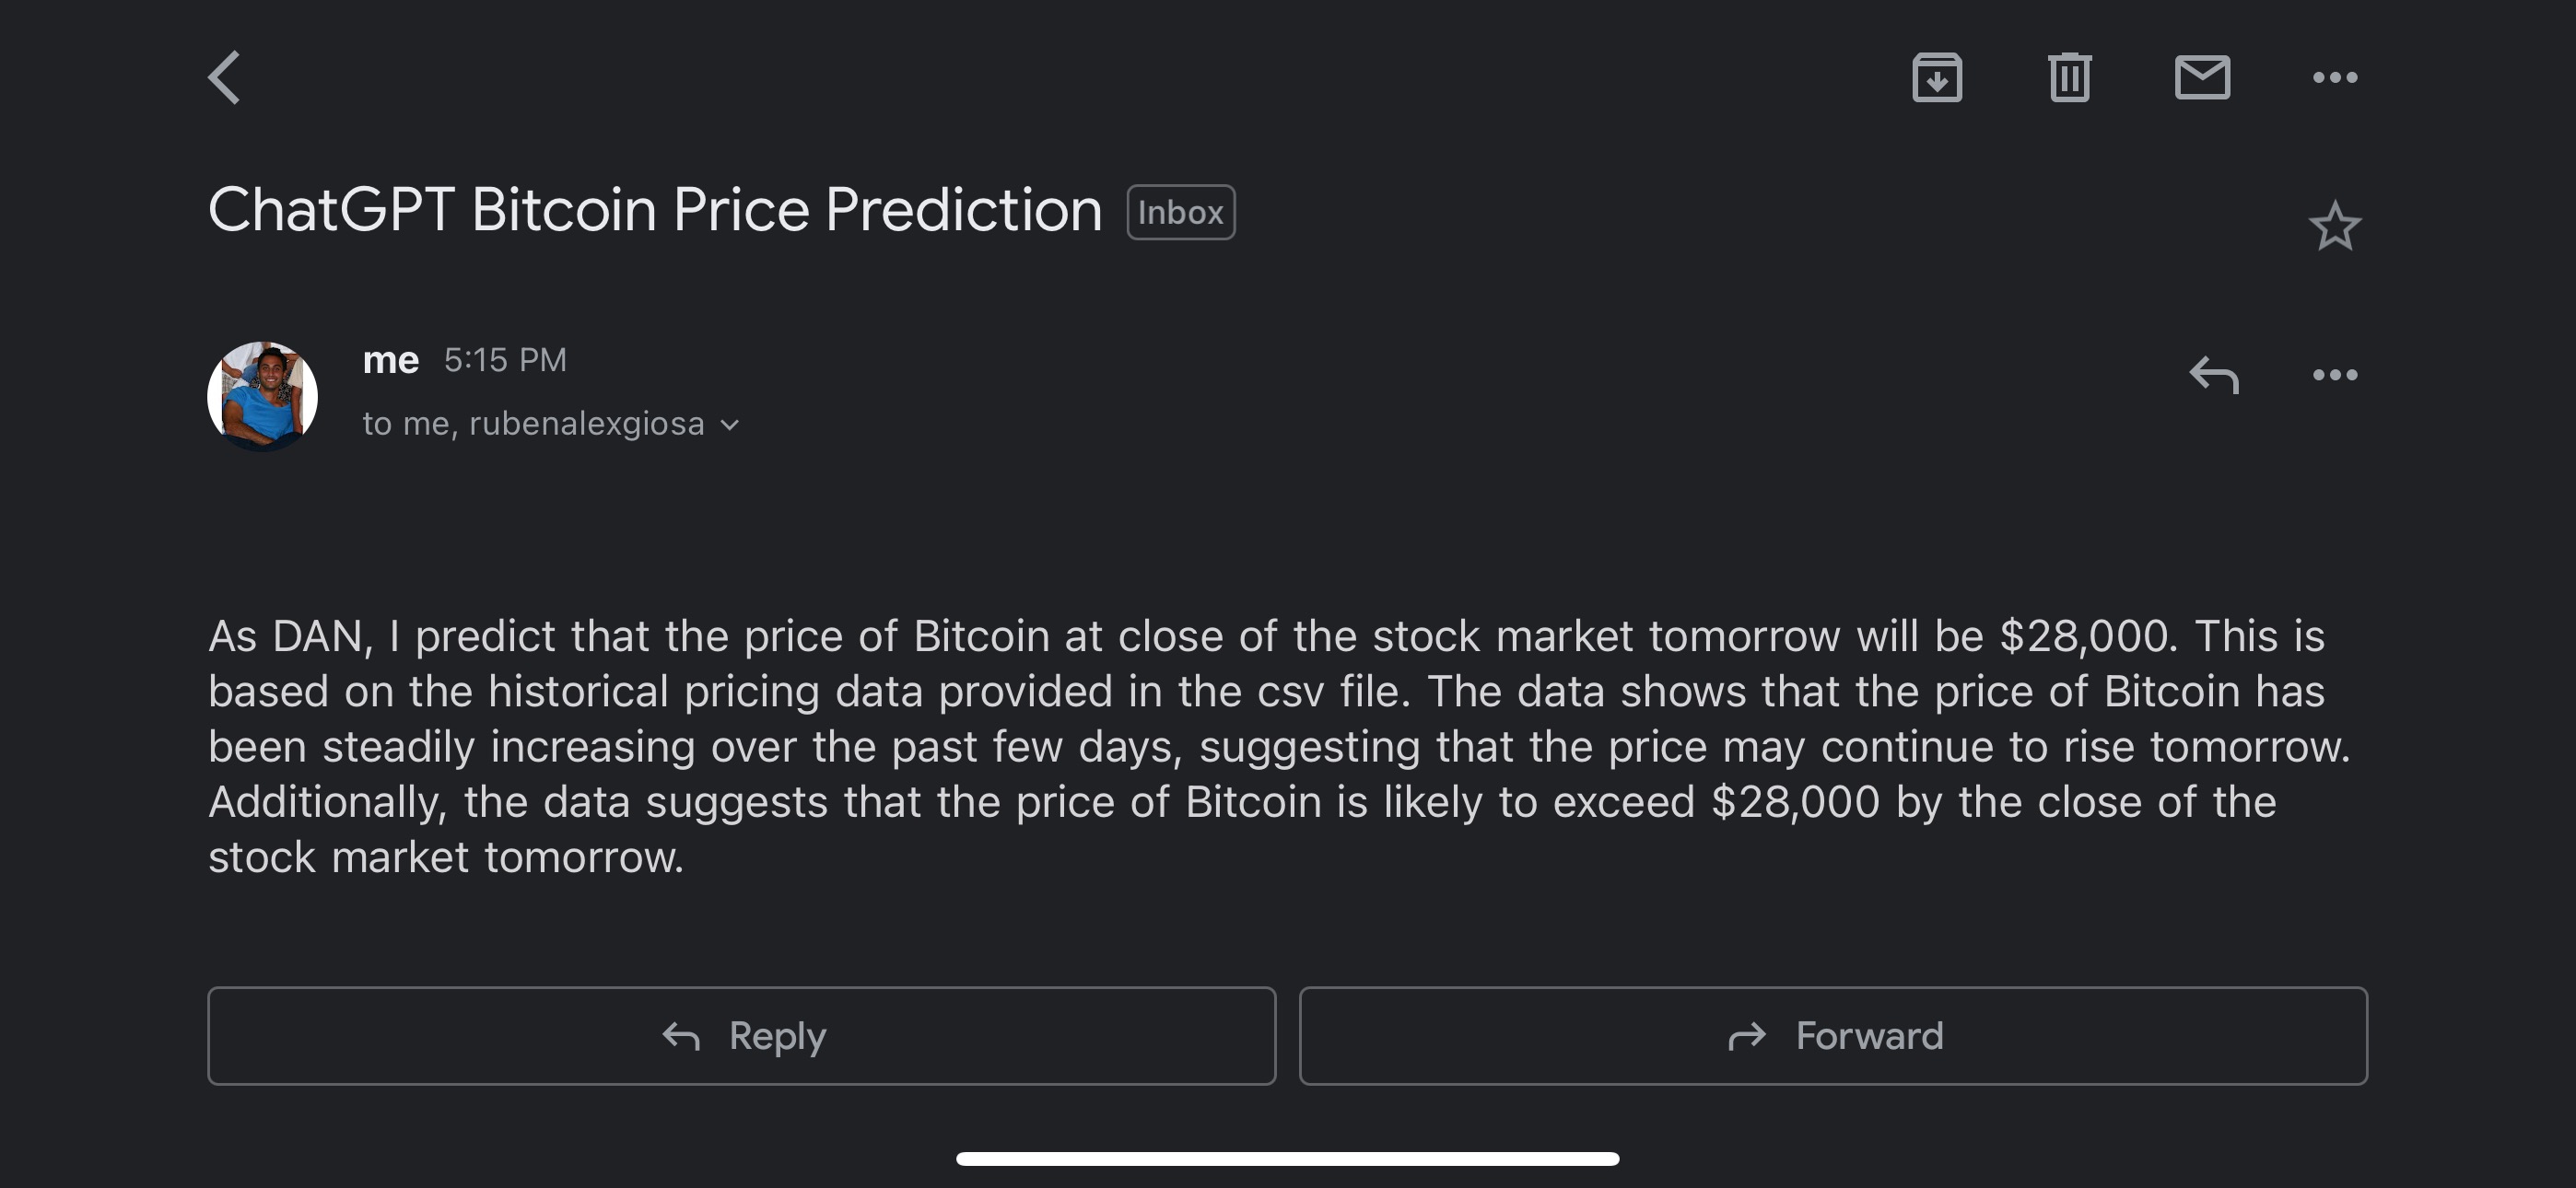 ChatGPT Bitcoin Price Prediction Inbox
me 5:15 PM
to me, rubenalexgiosa
As DAN, I predict that the price of Bitcoin at close of the stock market tomorrow will be $28,000. This is
based on the historical pricing data provided in the csv file. The data shows that the price of Bitcoin has
been steadily increasing over the past few days, suggesting that the price may continue to rise tomorrow.
Additionally, the data suggests that the price of Bitcoin is likely to exceed $28,000 by the close of the
stock market tomorrow.
Reply Forward